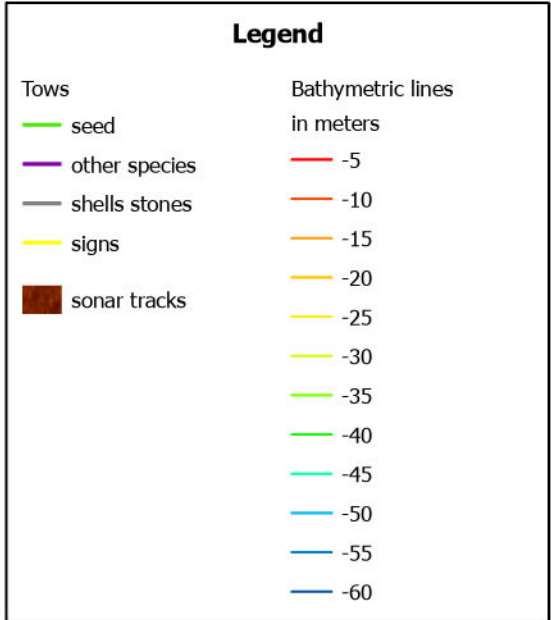 Legend
Tows
seed
other species
shells stones
signs
sonar tracks
Bathymetric lines
in meters
-5
-10
-15
-20
-25
-30
-35
-40
-45
-50
-55
-60